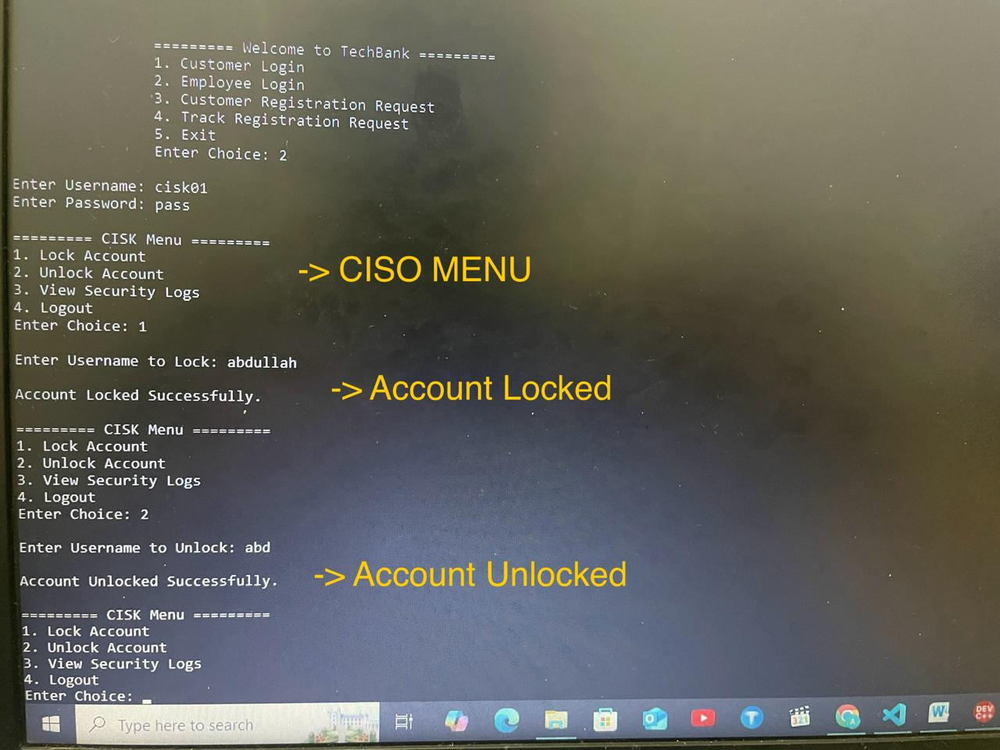 ========= Welcome to TechBank =========
1. Customer Login
2. Employee Login
3. Customer Registration Request
4. Track Registration Request
5. Exit
Enter Choice: 2
Enter Username: cisk01
Enter Password: pass
========= CISK Menu =========
1. Lock Account
2. Unlock Account
-> CISO MENU
3. View Security Logs
4. Logout
Enter Choice: 1
Enter Username to Lock: abdullah
Account Locked Successfully.
-> Account Locked
========= CISK Menu =========
1. Lock Account
2. Unlock Account
3. View Security Logs
4. Logout
Enter Choice: 2
Enter Username to Unlock: abd
Account Unlocked Successfully.
-> Account Unlocked
========= CISK Menu =========
1. Lock Account
2. Unlock Account
3. View Security Logs
4. Logout
Enter Choice: _
Type here to search
321
DEV
C++